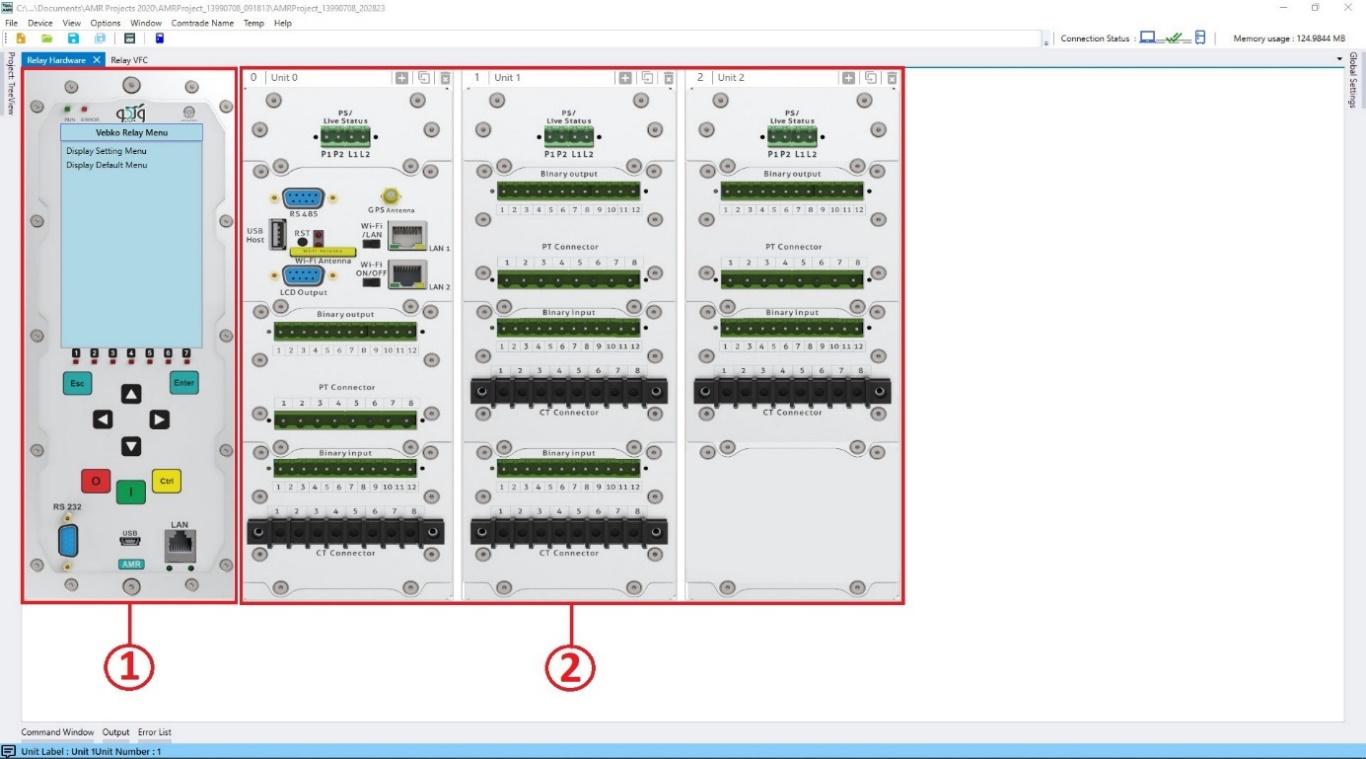 C:\...\Documents\AMR Projects 2020\AMRProject_13990708_091813\AMRProject_13990708_202823
File Device View Options Window Comtrade Name Temp Help
Connection Status :
Memory usage : 124.9844 MB
Project TreeView
Relay Hardware
Relay VFC
Global Settings
RUN ERROR
Vebko Relay Menu
Display Setting Menu
Display Default Menu
1 2 3 4 5 6 7
Esc
Enter
O
I
Ctrl
RS 232
USB
LAN
AMR
0 Unit 0
PS/
Live Status
P1 P2 L1 L2
RS 485
GPS Antenna
USB
Host
RST
Wi-Fi
/LAN
LAN 1
Wi-Fi Antenna
Wi-Fi
ON/OFF
LCD Output
LAN 2
Binary output
1 2 3 4 5 6 7 8 9 10 11 12
PT Connector
1 2 3 4 5 6 7 8
Binary input
1 2 3 4 5 6 7 8 9 10 11 12
1 2 3 4 5 6 7 8
CT Connector
1 Unit 1
PS/
Live Status
P1 P2 L1 L2
Binary output
1 2 3 4 5 6 7 8 9 10 11 12
PT Connector
1 2 3 4 5 6 7 8
Binary input
1 2 3 4 5 6 7 8 9 10 11 12
1 2 3 4 5 6 7 8
CT Connector
Binary input
1 2 3 4 5 6 7 8 9 10 11 12
1 2 3 4 5 6 7 8
CT Connector
2 Unit 2
PS/
Live Status
P1 P2 L1 L2
Binary output
1 2 3 4 5 6 7 8 9 10 11 12
PT Connector
1 2 3 4 5 6 7 8
Binary input
1 2 3 4 5 6 7 8 9 10 11 12
1 2 3 4 5 6 7 8
CT Connector
1
2
Command Window Output Error List
Unit Label : Unit 1Unit Number : 1